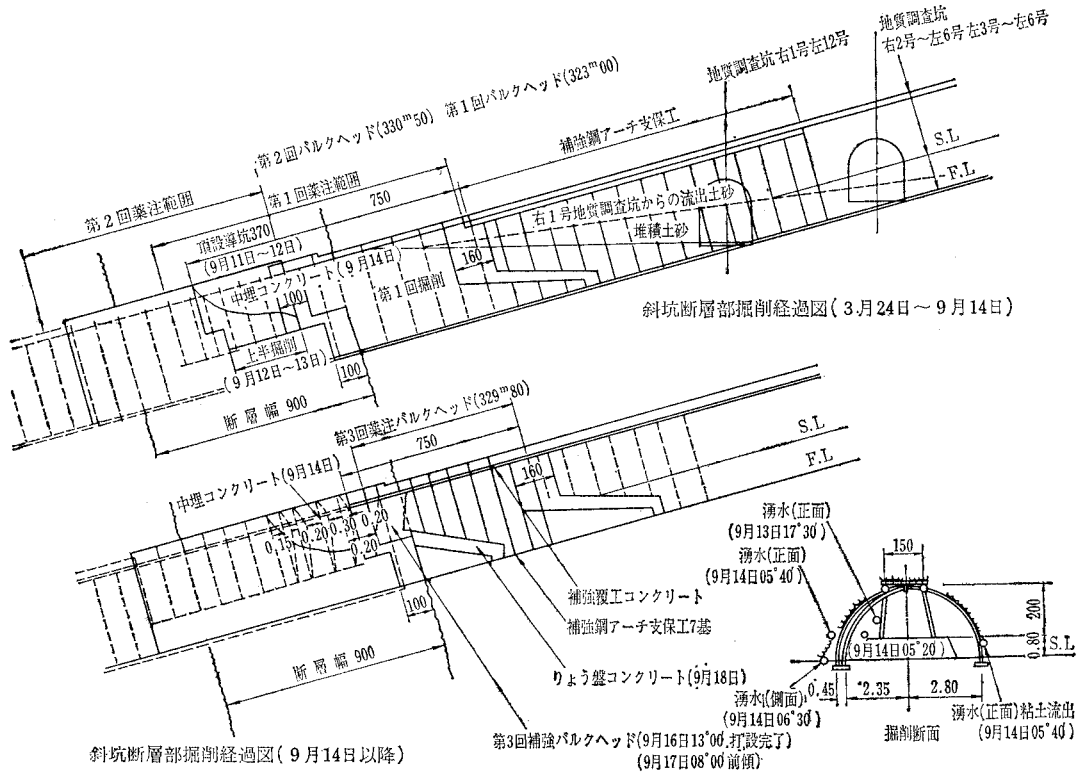 地質調査坑
右2号～左6号 左3号～左6号
地質調査坑 右1号左12号
第2回パルクヘッド(330ᵐ50) 第1回パルクヘッド(323ᵐ00)
補強鋼アーチ支保工
S.L
F.L
第2回薬注範囲
第1回薬注範囲
750
頂設導坑370
(9月11日～12日)
右1号地質調査坑からの流出土砂
堆積土砂
160
中埋コンクリート(9月14日)
100
第1回掘削
上半掘削
(9月12日～13日)
100
断層幅 900
斜坑断層部掘削経過図(3月24日～9月14日)
第3回薬注パルクヘッド(329ᵐ80)
750
S.L
F.L
160
中埋コンクリート(9月14日)
0.15
0.20
0.30
0.20
0.20
100
断層幅 900
補強覆工コンクリート
補強鋼アーチ支保工7基
りょう盤コンクリート(9月18日)
第3回補強パルクヘッド(9月16日13°00′打設完了)
(9月17日08°00′前傾)
斜坑断層部掘削経過図(9月14日以降)
湧水(正面)
(9月13日17°30′)
湧水(正面)
(9月14日05°40′)
150
200
0.80
S.L
(9月14日05°20′)
湧水(側面)
(9月14日06°30′)
0.45
2.35
2.80
湧水(正面)粘土流出
(9月14日05°40′)
掘削断面